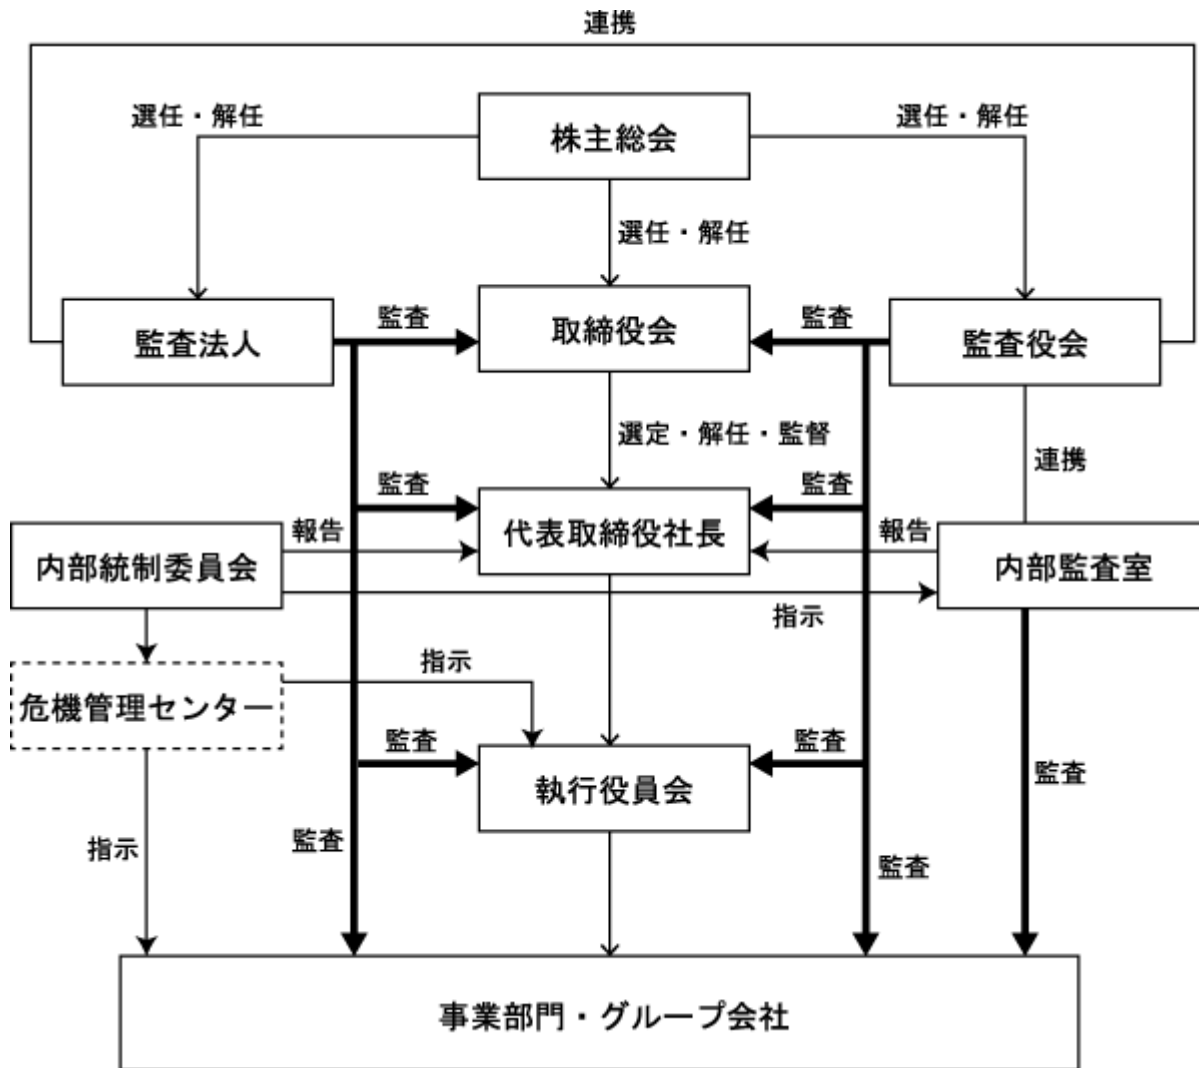 連携
選任・解任
株主総会
選任・解任
選任・解任
監査法人
監査
取締役会
監査
監査役会
選定・解任・監督
連携
監査
監査
内部統制委員会
報告
代表取締役社長
報告
内部監査室
指示
危機管理センター
指示
監査
執行役員会
監査
監査
指示
監査
監査
事業部門・グループ会社